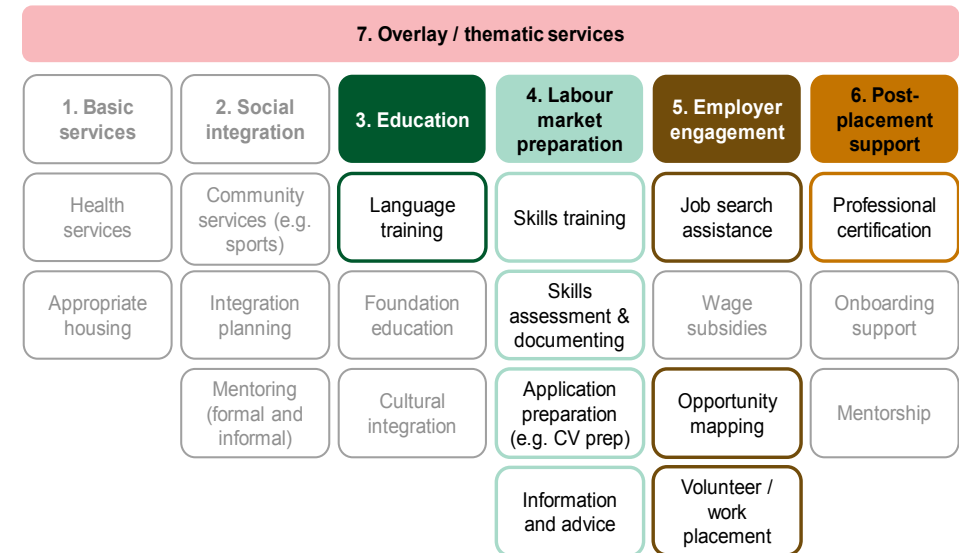 7. Overlay / thematic services
1. Basic
services
2. Social
integration
3. Education
4. Labour
market
preparation
5. Employer
engagement
6. Post-
placement
support
Health
services
Community
services (e.g.
sports)
Language
training
Skills training
Job search
assistance
Professional
certification
Appropriate
housing
Integration
planning
Foundation
education
Skills
assessment &
documenting
Wage
subsidies
Onboarding
support
Mentoring
(formal and
informal)
Cultural
integration
Application
preparation
(e.g. CV prep)
Opportunity
mapping
Mentorship
Information
and advice
Volunteer /
work
placement